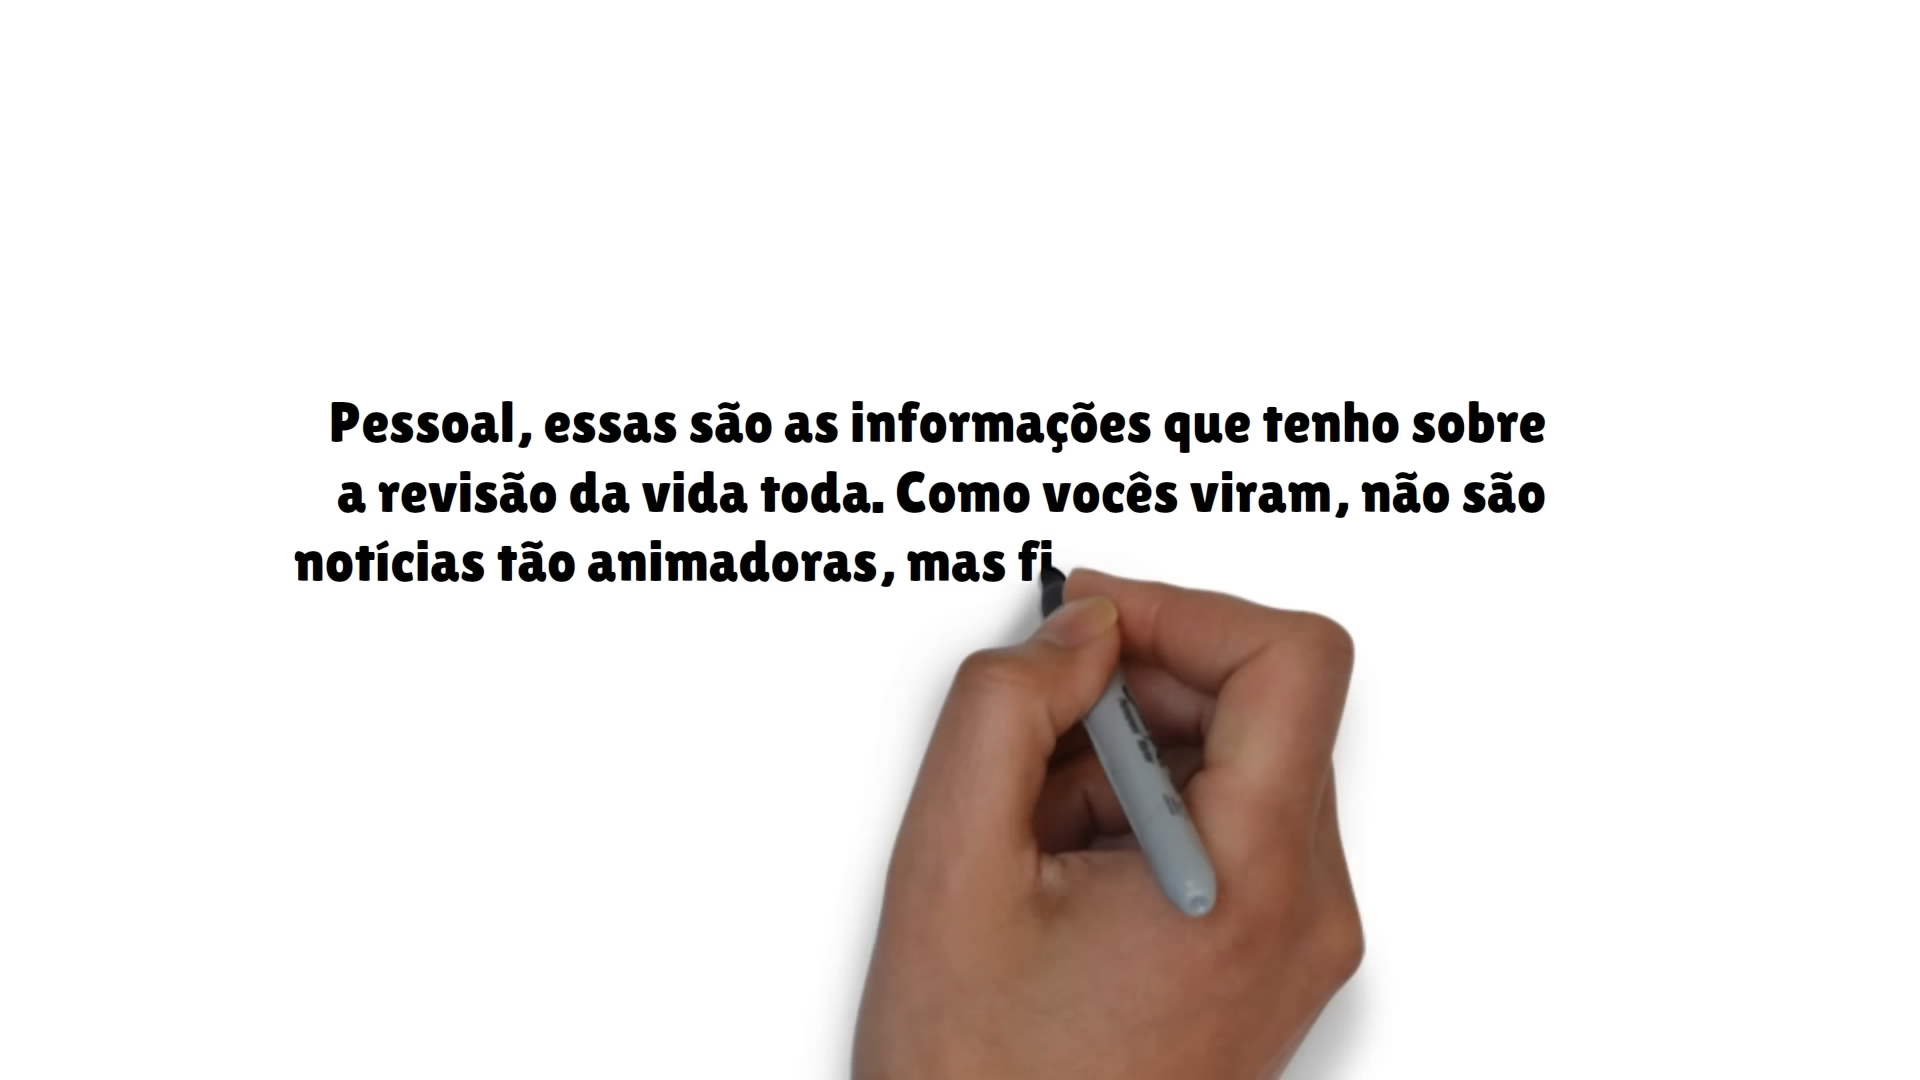 Pessoal, essas são as informações que tenho sobre
a revisão da vida toda. Como vocês viram, não são
notícias tão animadoras, mas fi